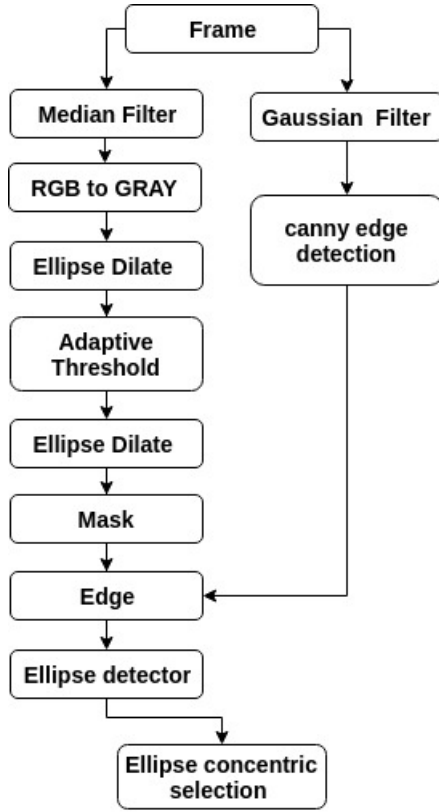 Frame
Median Filter
Gaussian Filter
RGB to GRAY
canny edge
detection
Ellipse Dilate
Adaptive
Threshold
Ellipse Dilate
Mask
Edge
Ellipse detector
Ellipse concentric
selection